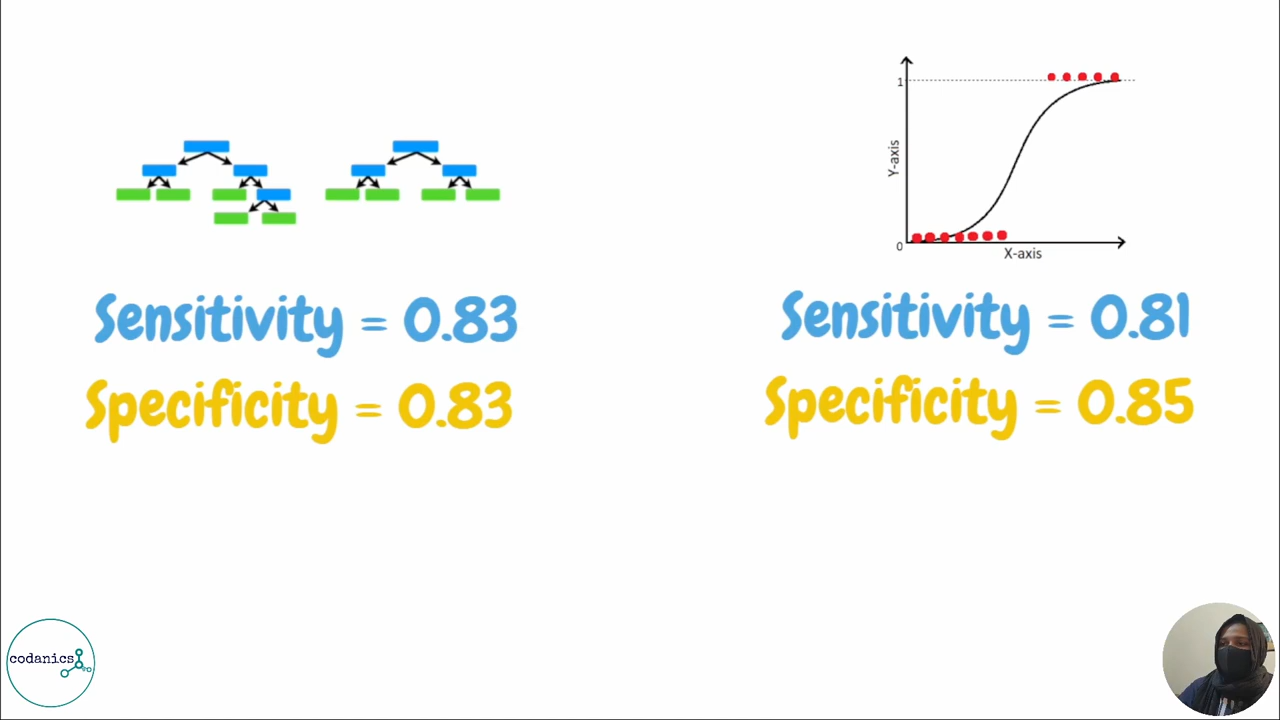 1
Y-axis
0
X-axis
Sensitivity = 0.83
Specificity = 0.83
Sensitivity = 0.81
Specificity = 0.85
codanics